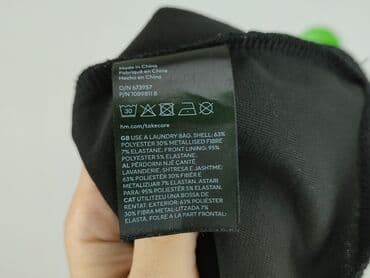 Made in China
Fabriqué en Chine
Hecho en China
O/N 673957
P/N 1089811 B
30
hm.com/takecare
GB USE A LAUNDRY BAG. SHELL: 63%
POLYESTER 30% METALLISED FIBRE
7% ELASTANE. FRONT LINING: 95%
POLYESTER 5% ELASTANE.
AL PËRDORNI NJË ÇANTË
LAVANDERIE. SHTRESA E JASHTME:
63% POLIESTËR 30% FIBËR E
METALIZUAR 7% ELASTAN. ASTARI
PARA: 95% POLIESTËR 5% ELASTAN.
CAT UTILITZEU UNA BOSSA DE
RENTAT. EXTERIOR: 63% POLIÈSTER
30% FIBRA METAL·LITZADA 7%
ELASTÀ. FOLRE A LA PART FRONTAL: